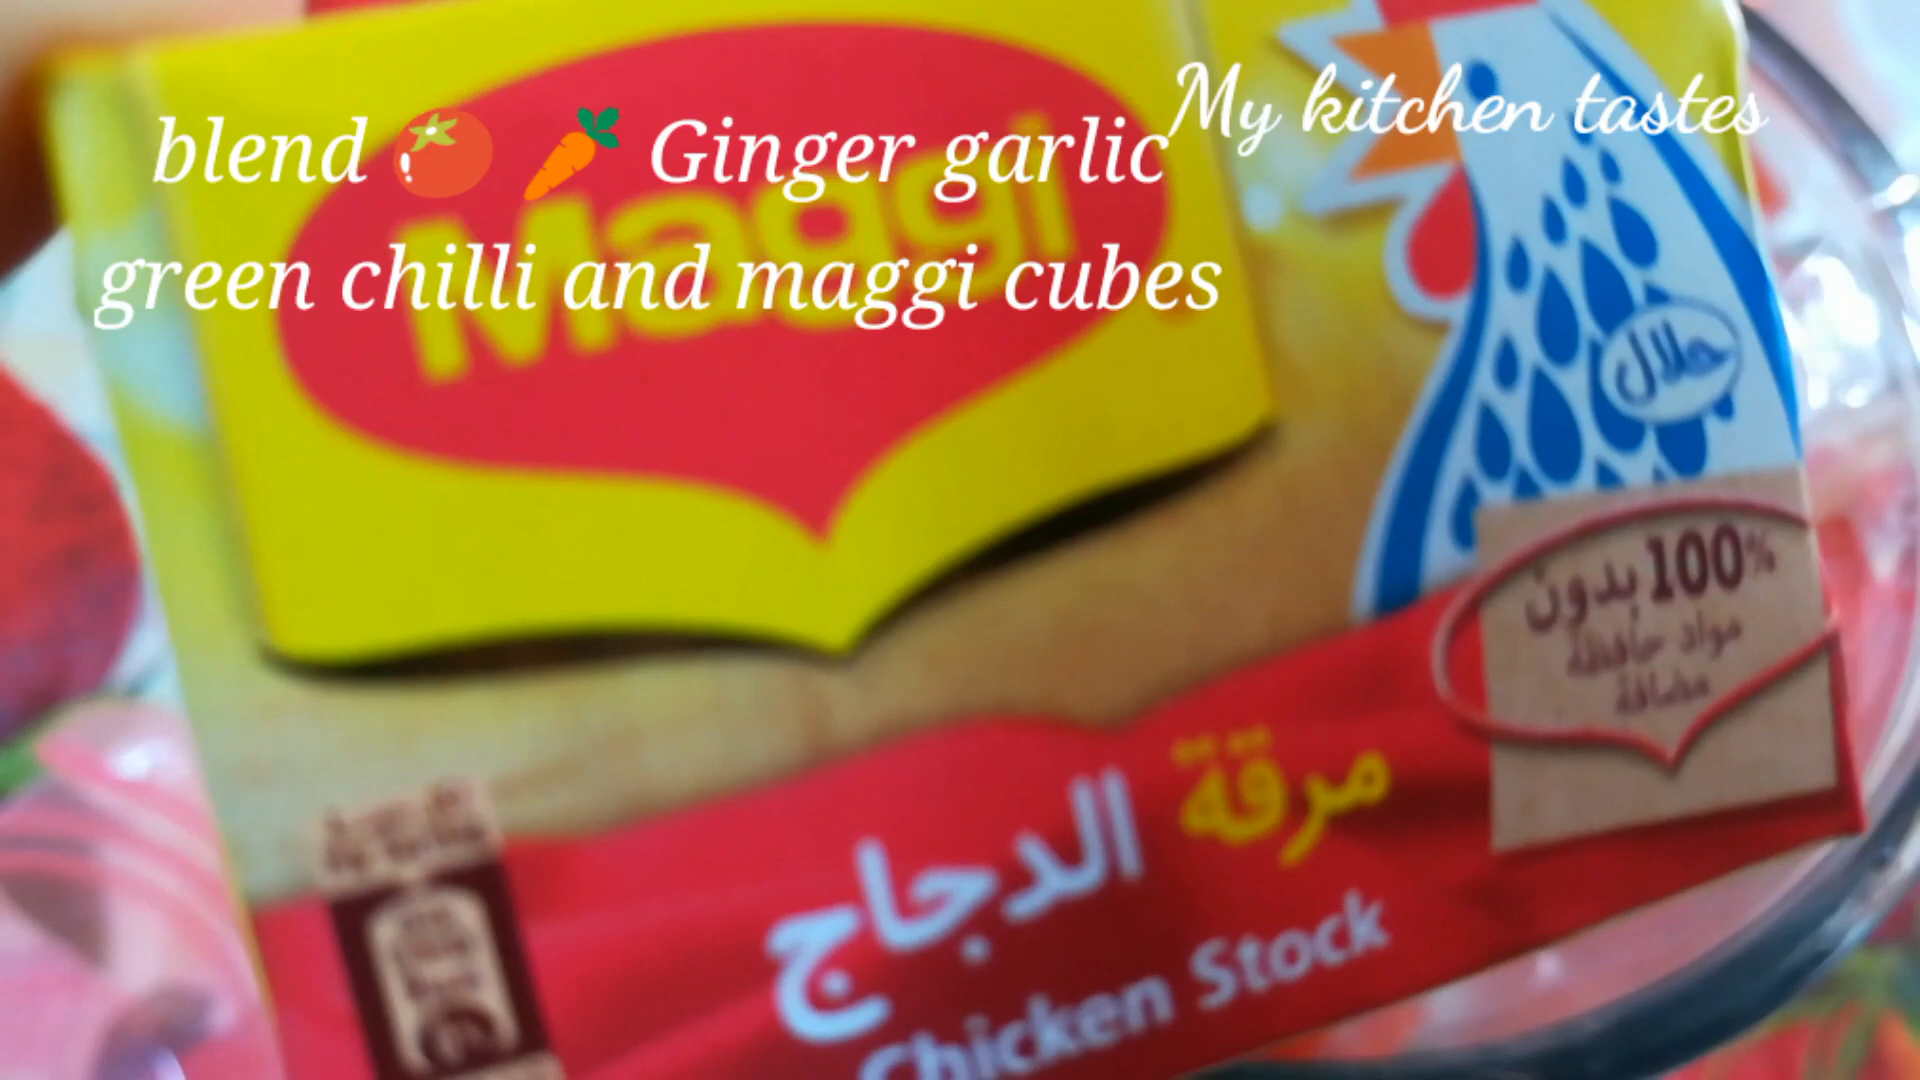 My kitchen tastes
blend 🍅 🥕 Ginger garlic
green chilli and maggi cubes
Maggi
حلال
100% بدون
مواد حافظة
مضافة
مرقة الدجاج
Chicken Stock